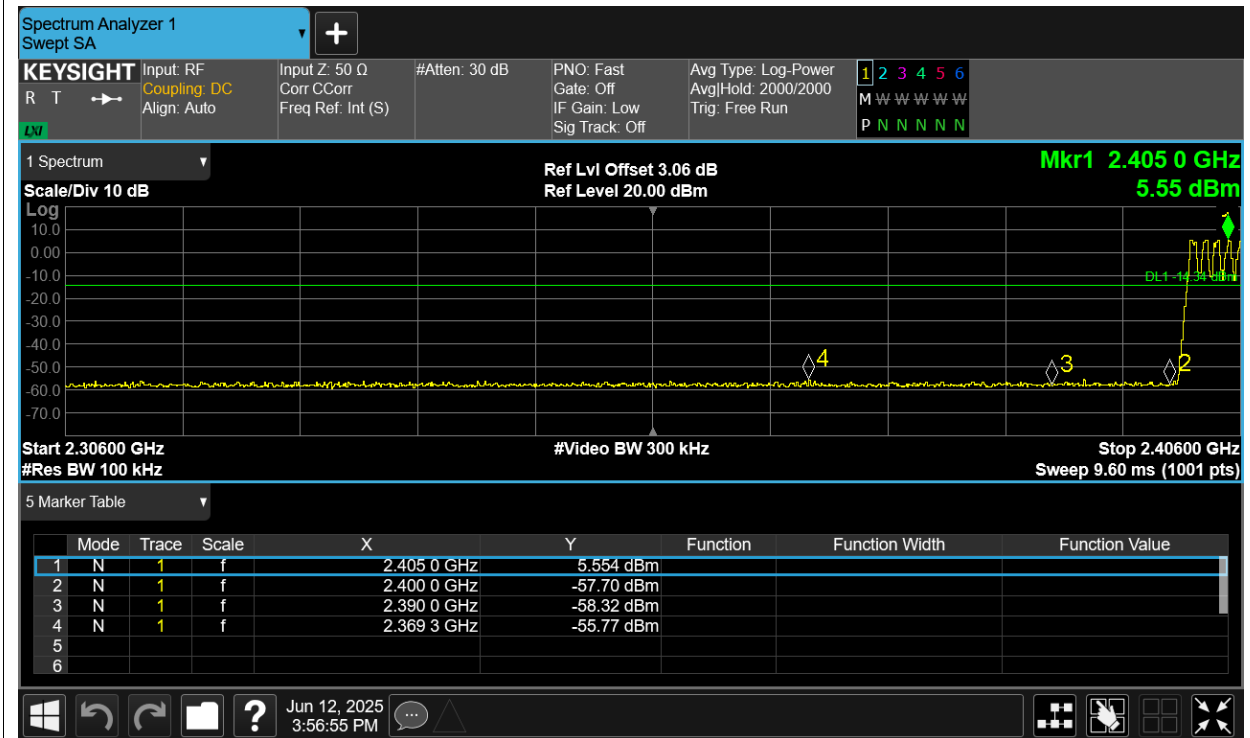 Spectrum Analyzer 1
Swept SA
+
KEYSIGHT
R T
LXI
Input: RF
Coupling: DC
Align: Auto
Input Z: 50 Ω
Corr CCorr
Freq Ref: Int (S)
#Atten: 30 dB
PNO: Fast
Gate: Off
IF Gain: Low
Sig Track: Off
Avg Type: Log-Power
Avg|Hold: 2000/2000
Trig: Free Run
1 2 3 4 5 6
M W W W W W
P N N N N N
1 Spectrum
Scale/Div 10 dB
Ref Lvl Offset 3.06 dB
Ref Level 20.00 dBm
Mkr1 2.405 0 GHz
5.55 dBm
Log
10.0
0.00
-10.0
-20.0
-30.0
-40.0
-50.0
-60.0
-70.0
DL1 -14.34 dBm
4
3
2
Start 2.30600 GHz
#Res BW 100 kHz
#Video BW 300 kHz
Stop 2.40600 GHz
Sweep 9.60 ms (1001 pts)
5 Marker Table
Mode Trace Scale X Y Function Function Width Function Value
1 N 1 f 2.405 0 GHz 5.554 dBm
2 N 1 f 2.400 0 GHz -57.70 dBm
3 N 1 f 2.390 0 GHz -58.32 dBm
4 N 1 f 2.369 3 GHz -55.77 dBm
5
6
?
Jun 12, 2025
3:56:55 PM